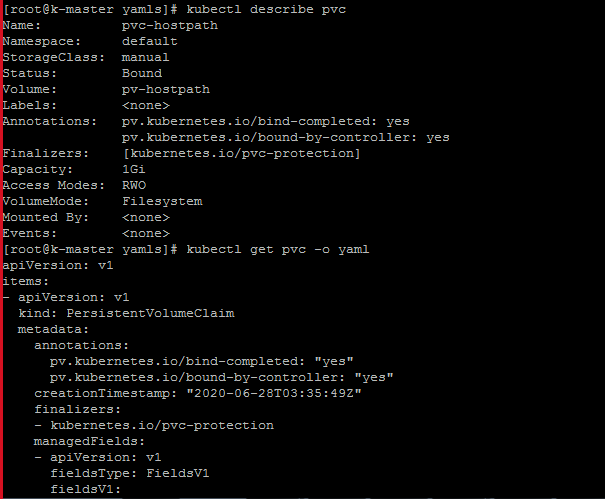 [root@k-master yamls]# kubectl describe pvc
Name:          pvc-hostpath
Namespace:     default
StorageClass:  manual
Status:        Bound
Volume:        pv-hostpath
Labels:        <none>
Annotations:   pv.kubernetes.io/bind-completed: yes
               pv.kubernetes.io/bound-by-controller: yes
Finalizers:    [kubernetes.io/pvc-protection]
Capacity:      1Gi
Access Modes:  RWO
VolumeMode:    Filesystem
Mounted By:    <none>
Events:        <none>
[root@k-master yamls]# kubectl get pvc -o yaml
apiVersion: v1
items:
- apiVersion: v1
  kind: PersistentVolumeClaim
  metadata:
    annotations:
      pv.kubernetes.io/bind-completed: "yes"
      pv.kubernetes.io/bound-by-controller: "yes"
    creationTimestamp: "2020-06-28T03:35:49Z"
    finalizers:
    - kubernetes.io/pvc-protection
    managedFields:
    - apiVersion: v1
      fieldsType: FieldsV1
      fieldsV1: